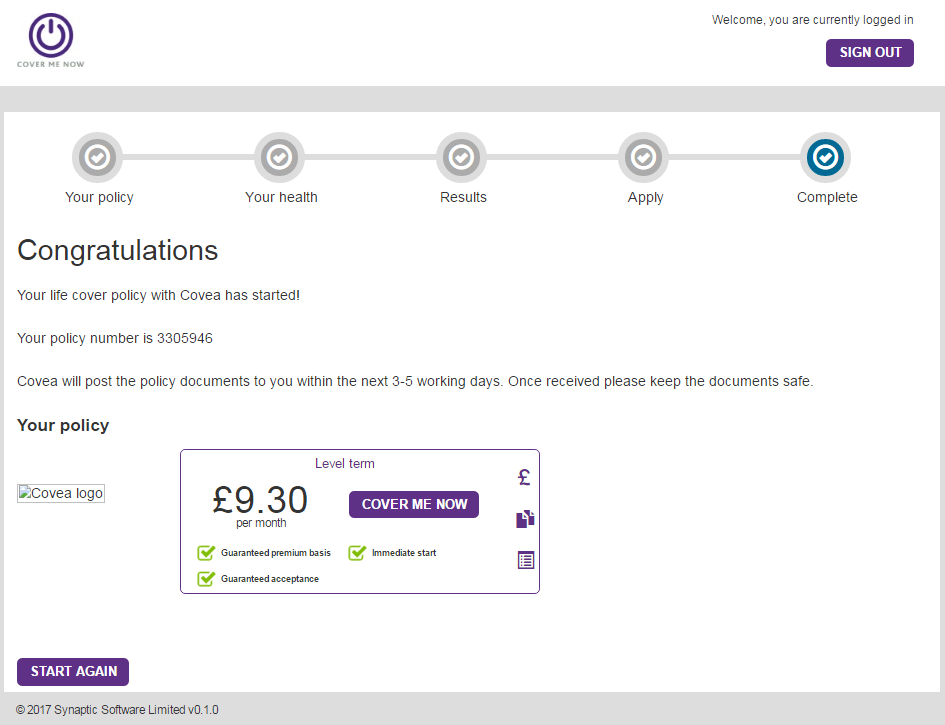 Welcome, you are currently logged in
COVER ME NOW
SIGN OUT
Your policy
Your health
Results
Apply
Complete
Congratulations
Your life cover policy with Covea has started!
Your policy number is 3305946
Covea will post the policy documents to you within the next 3-5 working days. Once received please keep the documents safe.
Your policy
Covea logo
Level term
£
£9.30
per month
COVER ME NOW
Guaranteed premium basis
Immediate start
Guaranteed acceptance
START AGAIN
© 2017 Synaptic Software Limited v0.1.0